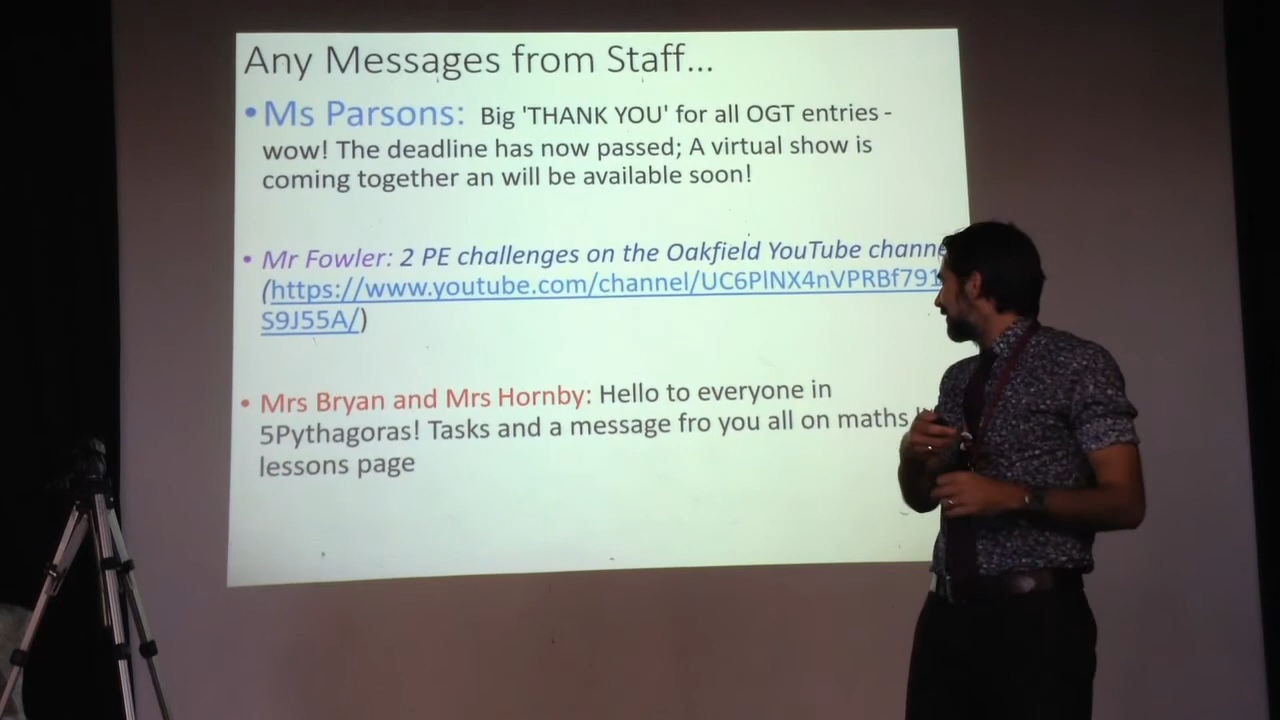 Any Messages from Staff...
• Ms Parsons: Big 'THANK YOU' for all OGT entries -
wow! The deadline has now passed; A virtual show is
coming together an will be available soon!
• Mr Fowler: 2 PE challenges on the Oakfield YouTube
(https://www.youtube.com/channel/UC6PlNX4nVPRBf791
S9J55A/)
• Mrs Bryan and Mrs Hornby: Hello to everyone in
5Pythagoras! Tasks and a message fro you all on maths
lessons page